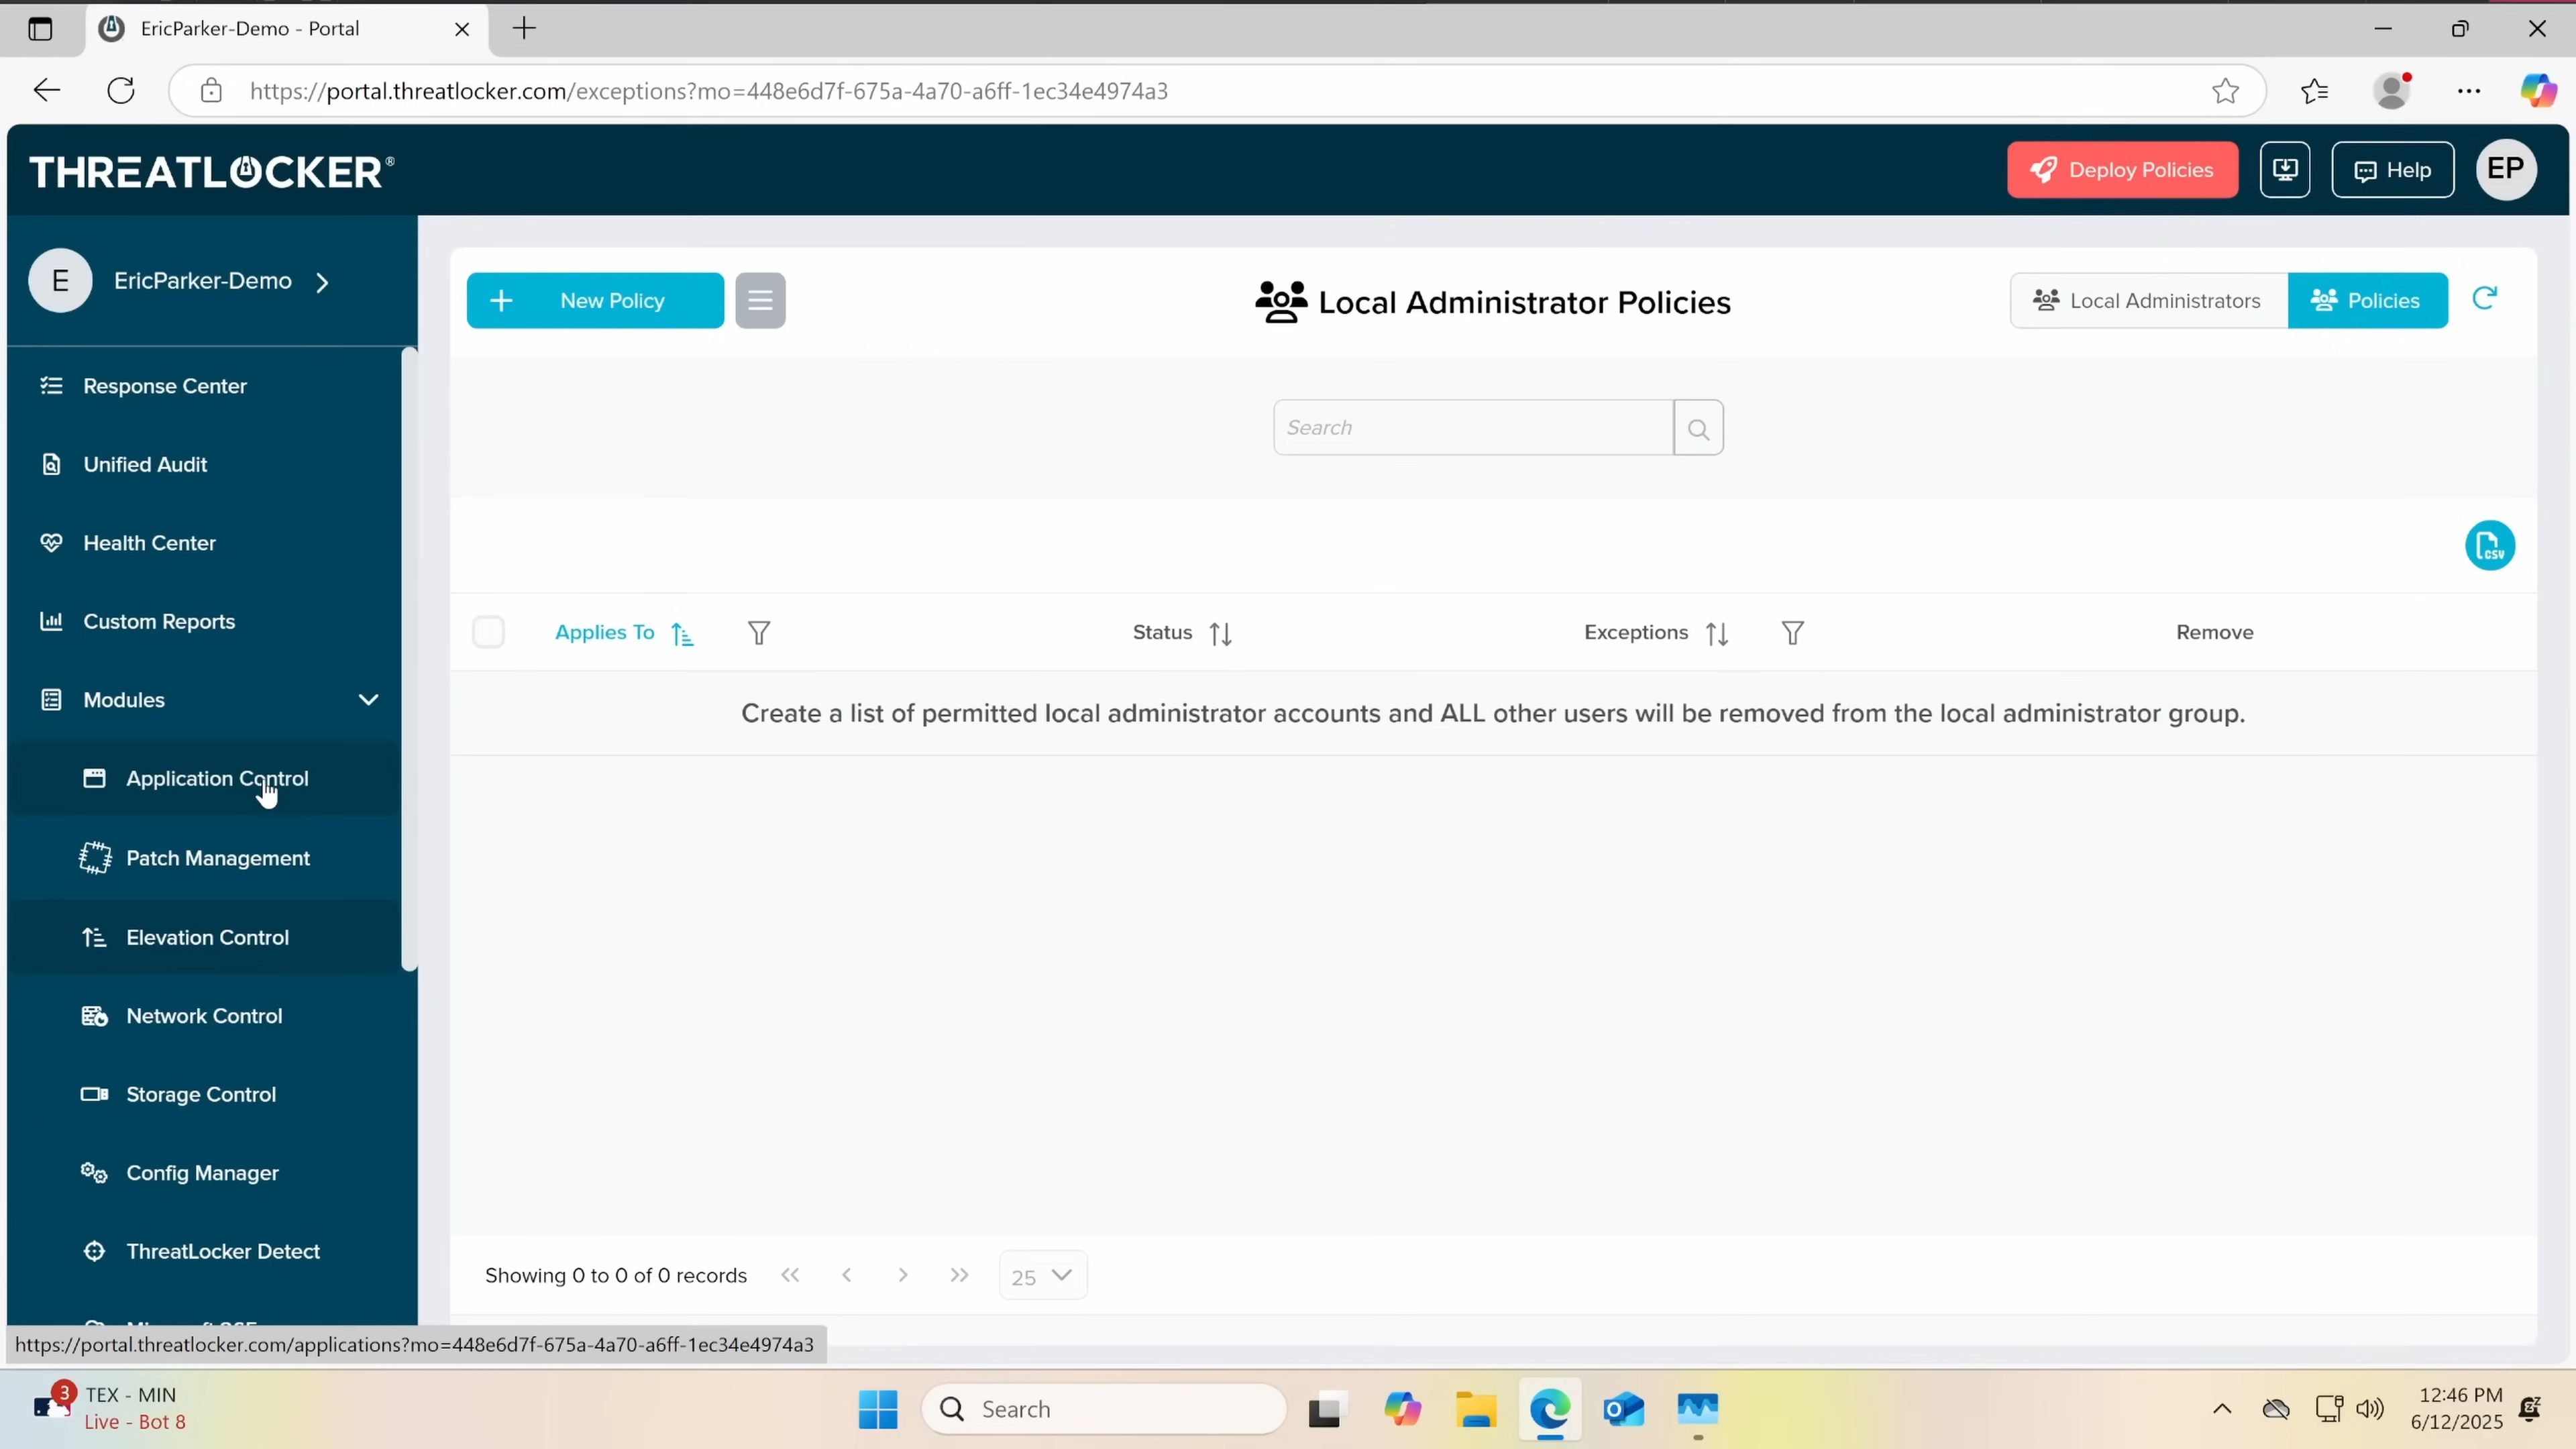 EricParker-Demo - Portal
https://portal.threatlocker.com/exceptions?mo=448e6d7f-675a-4a70-a6ff-1ec34e4974a3
THREATLOCKER®
Deploy Policies
Help
EP
E
EricParker-Demo
New Policy
Local Administrator Policies
Local Administrators
Policies
Response Center
Unified Audit
Health Center
Custom Reports
Modules
Application Control
Patch Management
Elevation Control
Network Control
Storage Control
Config Manager
ThreatLocker Detect
Search
CSV
Applies To
Status
Exceptions
Remove
Create a list of permitted local administrator accounts and ALL other users will be removed from the local administrator group.
Showing 0 to 0 of 0 records
25
https://portal.threatlocker.com/applications?mo=448e6d7f-675a-4a70-a6ff-1ec34e4974a3
3
TEX - MIN
Live - Bot 8
Search
12:46 PM
6/12/2025